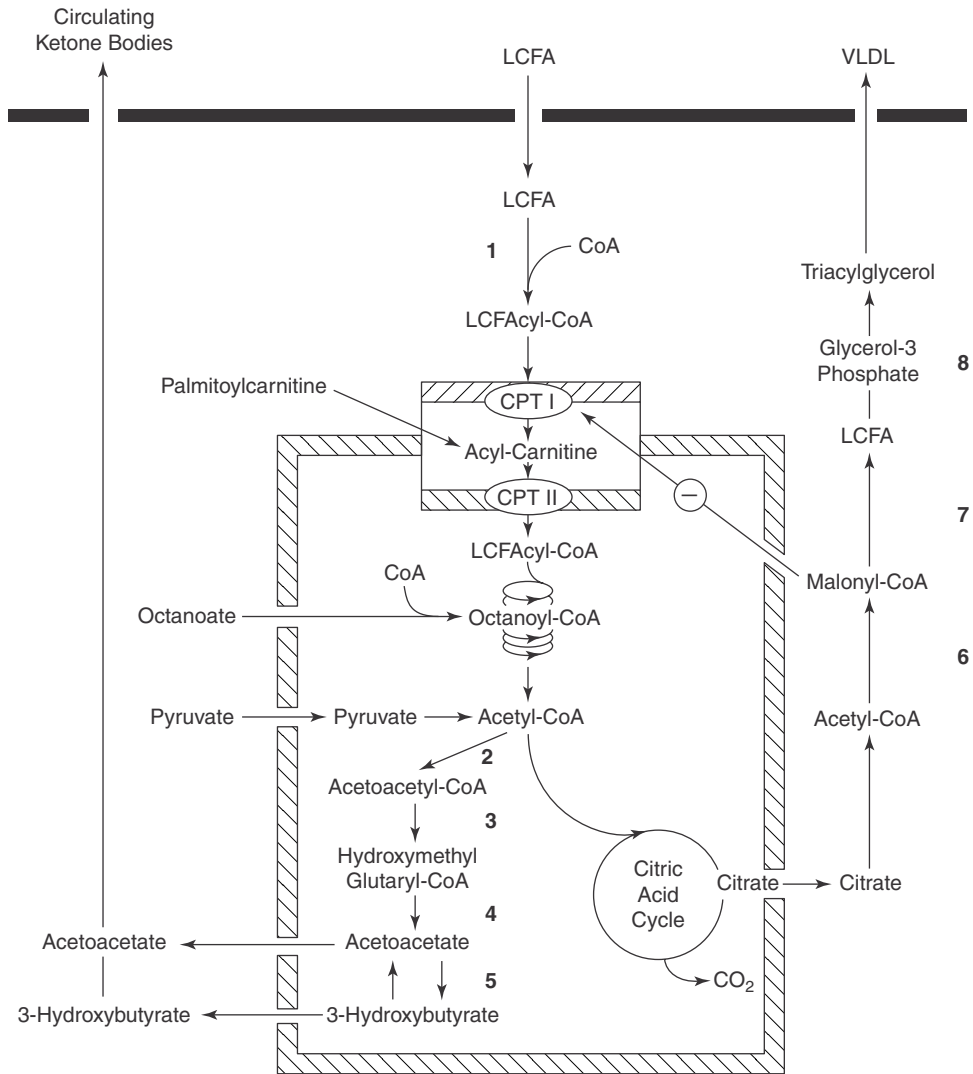 Circulating
Ketone Bodies
LCFA
VLDL
LCFA
1
CoA
Triacylglycerol
LCFAcyl-CoA
Glycerol-3
Phosphate
8
Palmitoylcarnitine
CPT I
Acyl-Carnitine
LCFA
CPT II
−
7
LCFAcyl-CoA
CoA
Malonyl-CoA
Octanoate
Octanoyl-CoA
6
Pyruvate
Pyruvate
Acetyl-CoA
Acetyl-CoA
2
Acetoacetyl-CoA
3
Hydroxymethyl
Glutaryl-CoA
Citric
Acid
Cycle
Citrate
Citrate
4
Acetoacetate
Acetoacetate
5
CO2
3-Hydroxybutyrate
3-Hydroxybutyrate